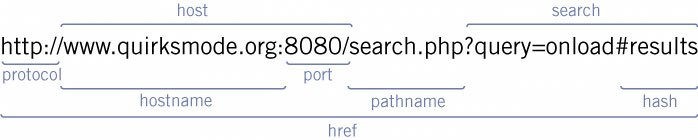 host search
http://www.quirksmode.org:8080/search.php?query=onload#results
protocol port
hostname pathname hash
href